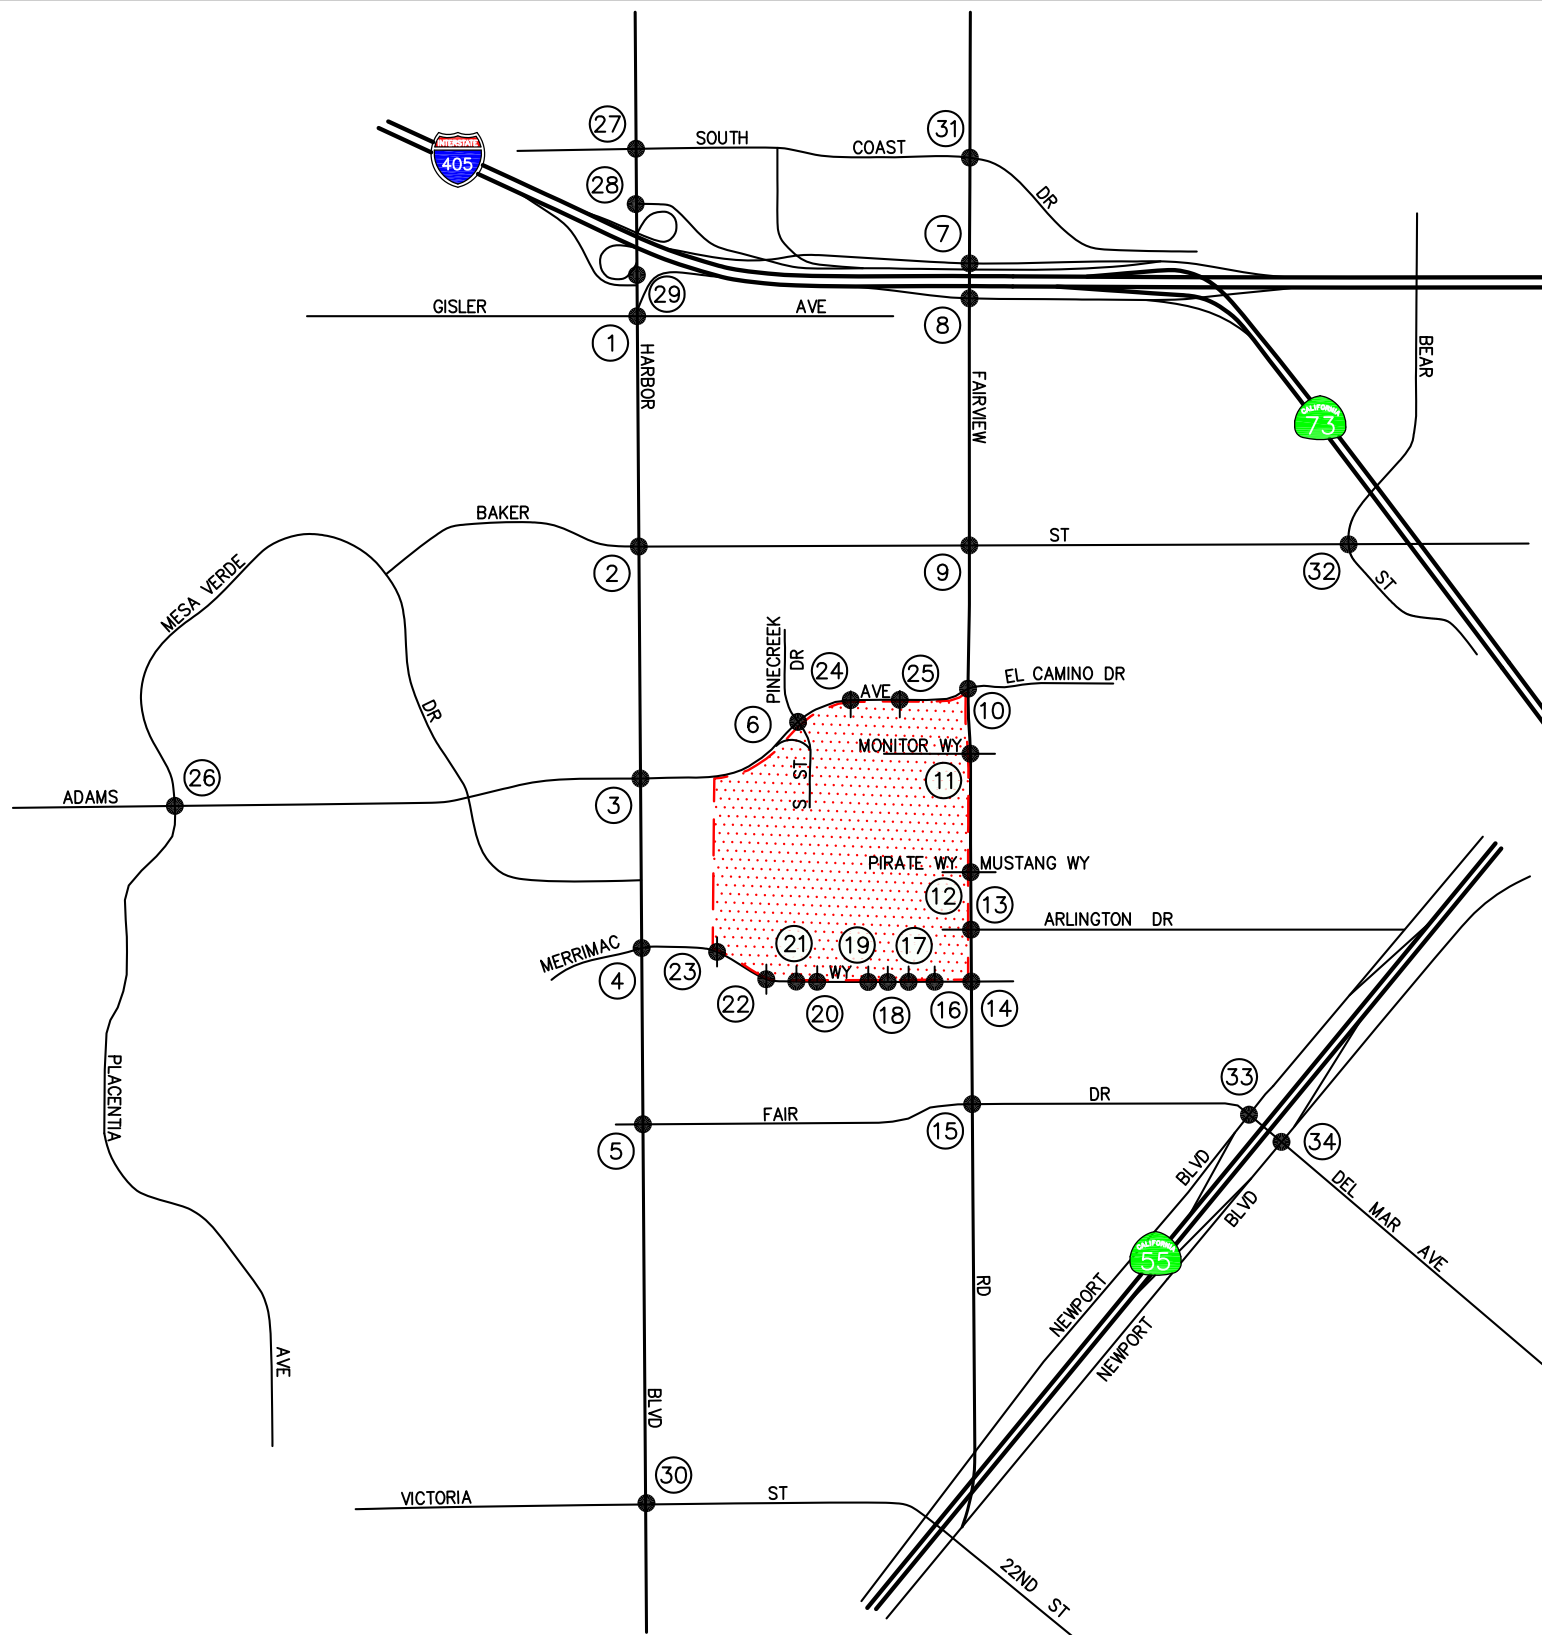 27
SOUTH
COAST
31
DR
INTERSTATE
405
28
7
29
GISLER
AVE
1
8
HARBOR
FAIRVIEW
BEAR
CALIFORNIA
73
BAKER
ST
2
9
32
ST
MESA VERDE
DR
PINECREEK
DR
24
AVE
25
EL CAMINO DR
6
10
MONITOR WY
11
S ST
26
ADAMS
3
PIRATE WY
MUSTANG WY
12
13
ARLINGTON DR
MERRIMAC
4
23
21
19
17
WY
22
20
18
16
14
PLACENTIA
33
FAIR
DR
5
15
34
BLVD
BLVD
DEL MAR AVE
CALIFORNIA
55
NEWPORT
NEWPORT
RD
AVE
BLVD
30
VICTORIA
ST
22ND ST